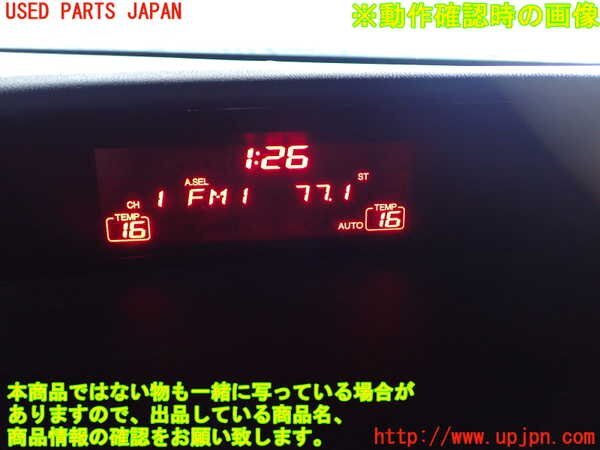 USED PARTS JAPAN
※動作確認時の画像
1:26
A.SEL ST
CH 1 FM1 77.1
TEMP TEMP
16 AUTO 16
本商品ではない物も一緒に写っている場合が
ありますので、出品している商品名、
商品情報の確認をお願い致します。
http://www.upjpn.com